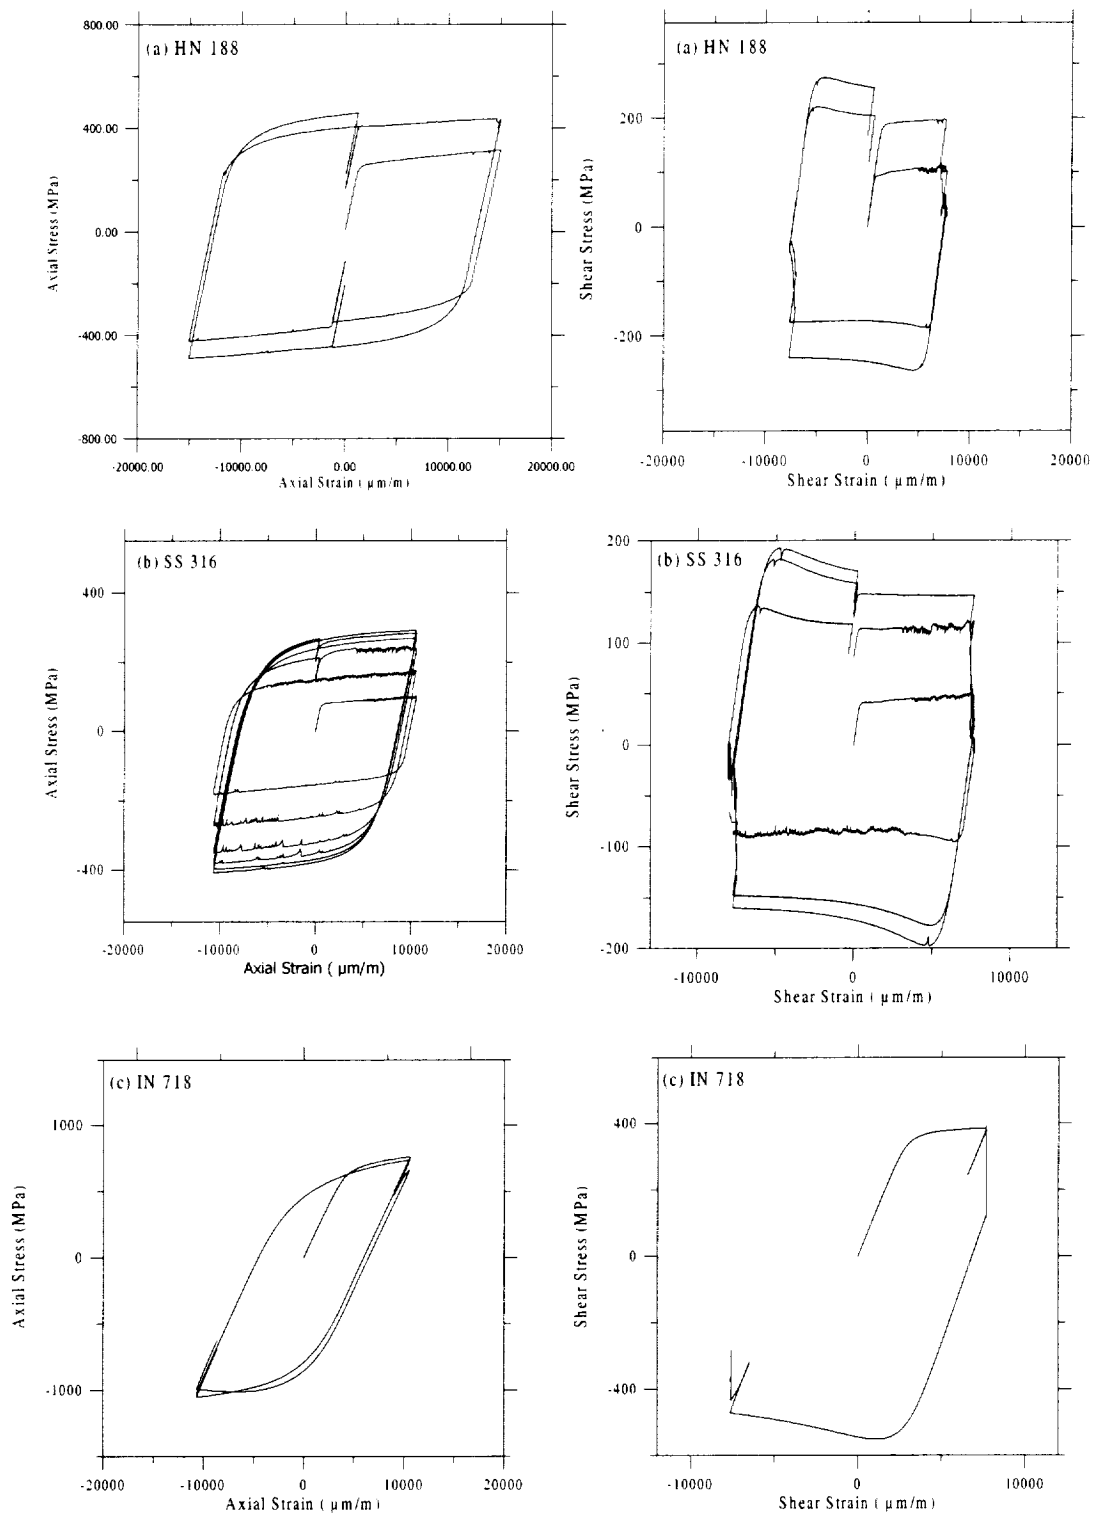 800.00
(a) HN 188
400.00
0.00
-400.00
-800.00
Axial Stress (MPa)
-20000.00
-10000.00
0.00
10000.00
20000.00
Axial Strain ( µm/m)
(a) HN 188
200
0
-200
Shear Stress (MPa)
-20000
-10000
0
10000
20000
Shear Strain ( µm/m)
(b) SS 316
400
0
-400
Axial Stress (MPa)
-20000
-10000
0
10000
20000
Axial Strain ( µm/m)
(b) SS 316
200
100
0
-100
-200
Shear Stress (MPa)
-10000
0
10000
Shear Strain ( µm/m)
(c) IN 718
1000
0
-1000
Axial Stress (MPa)
-20000
-10000
0
10000
20000
Axial Strain ( µm/m)
(c) IN 718
400
0
-400
Shear Stress (MPa)
-10000
0
10000
Shear Strain ( µm/m)